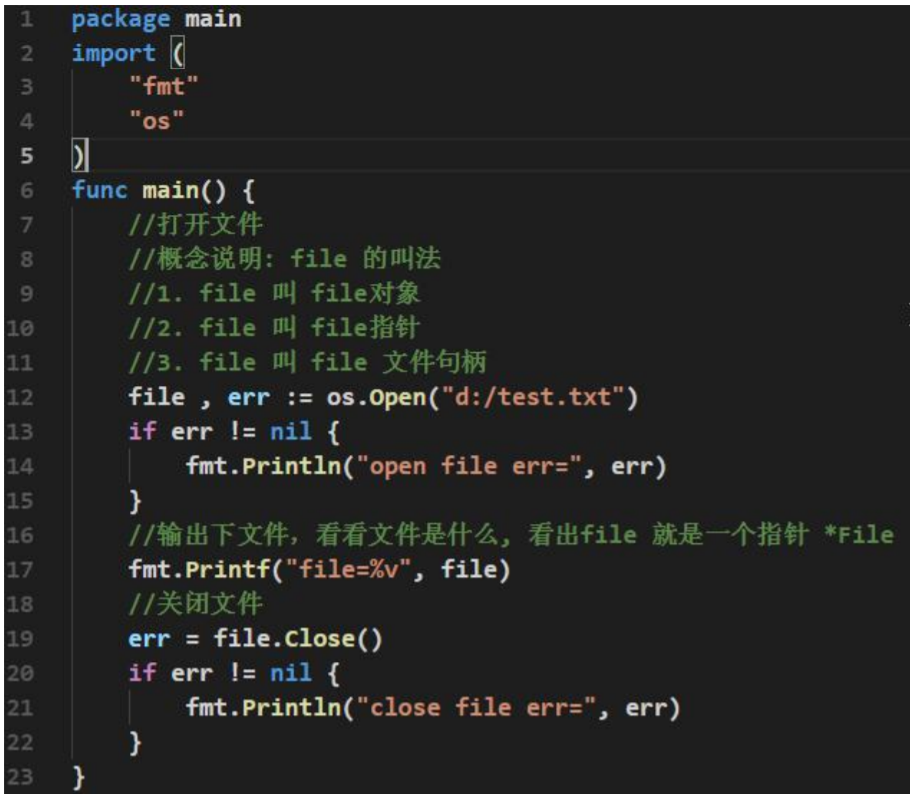 1 package main
2 import (
3 "fmt"
4 "os"
5 )
6 func main() {
7 //打开文件
8 //概念说明: file 的叫法
9 //1. file 叫 file对象
10 //2. file 叫 file指针
11 //3. file 叫 file 文件句柄
12 file , err := os.Open("d:/test.txt")
13 if err != nil {
14 fmt.Println("open file err=", err)
15 }
16 //输出下文件，看看文件是什么, 看出file 就是一个指针 *File
17 fmt.Printf("file=%v", file)
18 //关闭文件
19 err = file.Close()
20 if err != nil {
21 fmt.Println("close file err=", err)
22 }
23 }